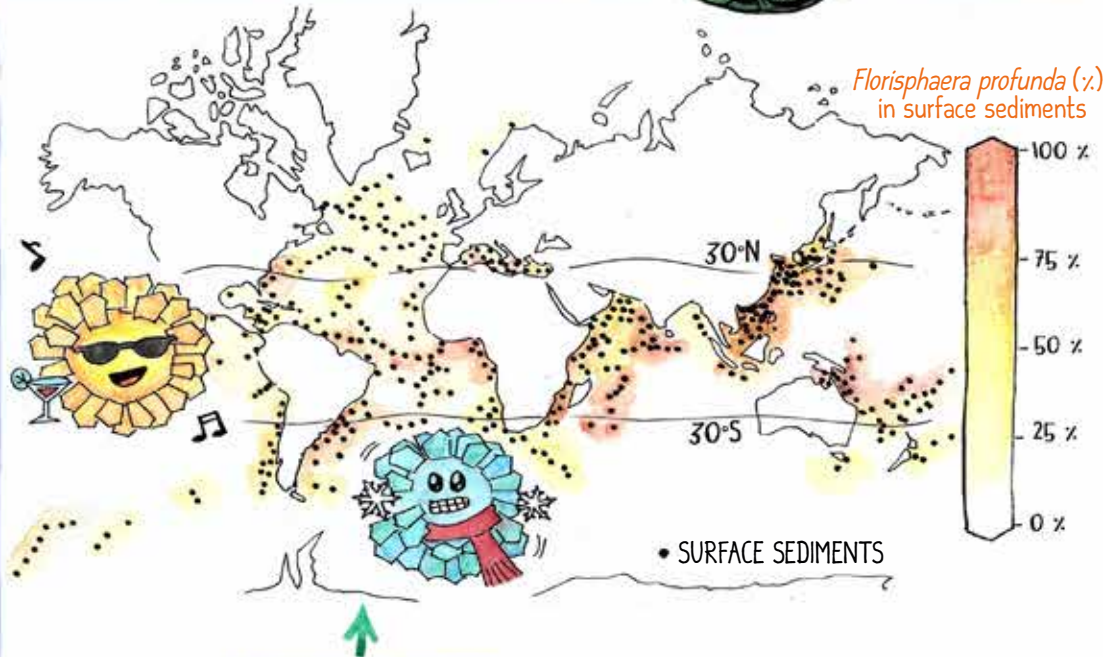 Florisphaera profunda (%)
in surface sediments
100 %
75 %
50 %
25 %
0 %
30°N
30°S
• SURFACE SEDIMENTS